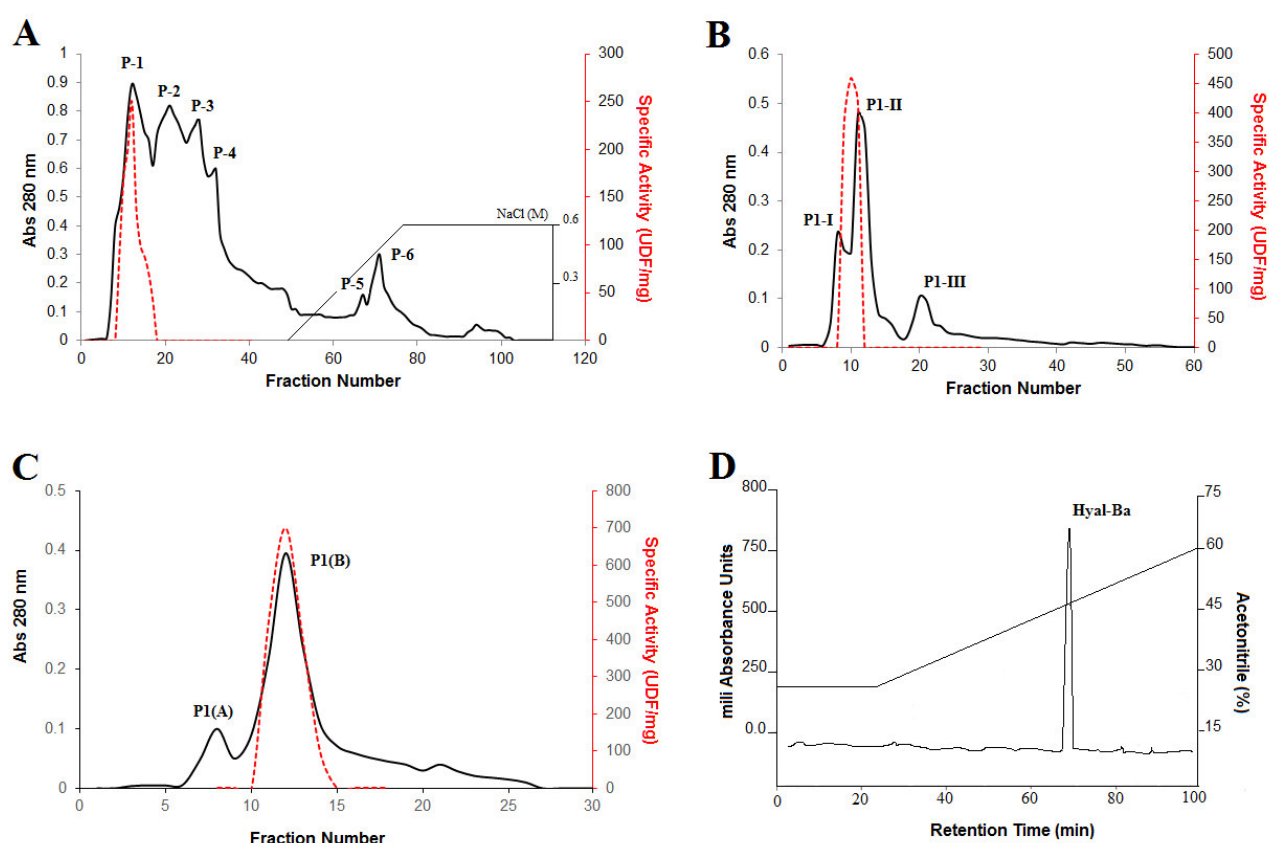 A
P-1
P-2
P-3
P-4
P-5
P-6
NaCl (M)
0.6
0.3
Abs 280 nm
1
0.9
0.8
0.7
0.6
0.5
0.4
0.3
0.2
0.1
0
0 20 40 60 80 100 120
Fraction Number
300
250
200
150
100
50
0
Specific Activity (UDF/mg)
B
P1-I
P1-II
P1-III
Abs 280 nm
0.6
0.5
0.4
0.3
0.2
0.1
0
0 10 20 30 40 50 60
Fraction Number
500
450
400
350
300
250
200
150
100
50
0
Specific Activity (UDF/mg)
C
P1(A)
P1(B)
Abs 280 nm
0.5
0.4
0.3
0.2
0.1
0
0 5 10 15 20 25 30
Fraction Number
800
700
600
500
400
300
200
100
0
Specific Activity (UDF/mg)
D
Hyal-Ba
mili Absorbance Units
800
750
500
250
0.0
0 20 40 60 80 100
Retention Time (min)
75
60
45
30
15
Acetonitrile (%)